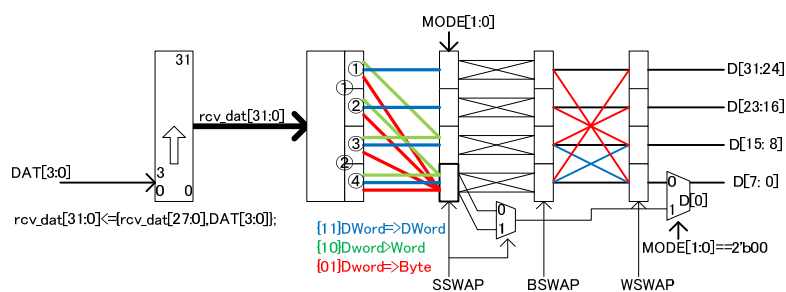 MODE[1:0]
31
① D[31:24]
①
rcv_dat[31:0] ② D[23:16]
③ D[15: 8]
②
DAT[3:0] 3 ④ 0 D[7: 0]
0 0 1 D[0]
rcv_dat[31:0]<={rcv_dat[27:0],DAT[3:0]};
0
{11}DWord=>DWord 1
{10}Dword>Word MODE[1:0]==2'b00
{01}Dword=>Byte
SSWAP BSWAP WSWAP